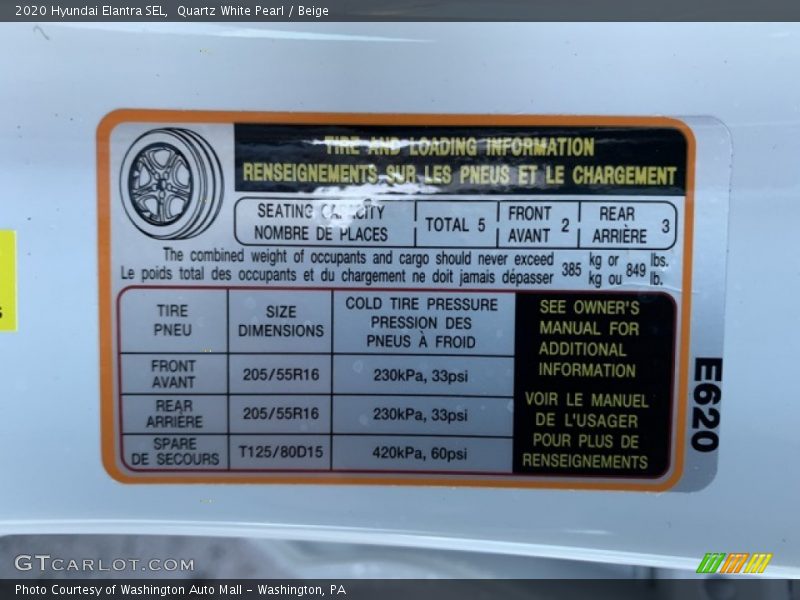 2020 Hyundai Elantra SEL,  Quartz White Pearl / Beige
TIRE AND LOADING INFORMATION
RENSEIGNEMENTS SUR LES PNEUS ET LE CHARGEMENT
SEATING CAPACITY
NOMBRE DE PLACES
TOTAL 5
FRONT
AVANT
2
REAR
ARRIÈRE
3
The combined weight of occupants and cargo should never exceed
Le poids total des occupants et du chargement ne doit jamais dépasser
385
kg or
kg ou
849
lbs.
lb.
TIRE
PNEU
SIZE
DIMENSIONS
COLD TIRE PRESSURE
PRESSION DES
PNEUS À FROID
FRONT
AVANT
205/55R16
230kPa, 33psi
REAR
ARRIÈRE
205/55R16
230kPa, 33psi
SPARE
DE SECOURS
T125/80D15
420kPa, 60psi
SEE OWNER'S
MANUAL FOR
ADDITIONAL
INFORMATION
VOIR LE MANUEL
DE L'USAGER
POUR PLUS DE
RENSEIGNEMENTS
E620
GTCARLOT.COM
Photo Courtesy of Washington Auto Mall - Washington, PA